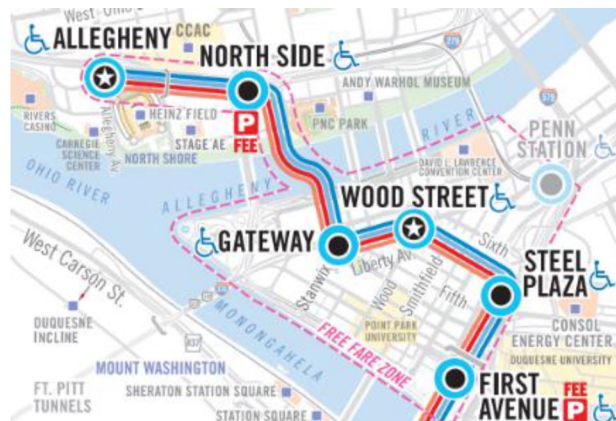 West Ohio St
ALLEGHENY
CCAC
NORTH SIDE
279
ANDY WARHOL MUSEUM
579
RIVERS
CASINO
HEINZ FIELD
P
FEE
PNC PARK
RIVER
PENN
STATION
Allegheny Av
CARNEGIE
SCIENCE
CENTER
STAGE AE
NORTH SHORE
DAVID L. LAWRENCE
CONVENTION CENTER
OHIO RIVER
ALLEGHENY
WOOD STREET
GATEWAY
Sixth
West Carson St.
Stanwix
Liberty Av
Wood
Smithfield
Fifth
STEEL
PLAZA
DUQUESNE
INCLINE
MONONGAHELA
FREE FARE ZONE
POINT PARK
UNIVERSITY
CONSOL
ENERGY CENTER
DUQUESNE UNIVERSITY
837
MOUNT WASHINGTON
FT. PITT
TUNNELS
SHERATON STATION SQUARE
STATION SQUARE
FIRST
AVENUE
FEE
P